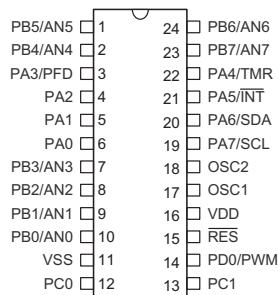 PB5/AN5 1 24 PB6/AN6
PB4/AN4 2 23 PB7/AN7
PA3/PFD 3 22 PA4/TMR
PA2 4 21 PA5/INT
PA1 5 20 PA6/SDA
PA0 6 19 PA7/SCL
PB3/AN3 7 18 OSC2
PB2/AN2 8 17 OSC1
PB1/AN1 9 16 VDD
PB0/AN0 10 15 RES
VSS 11 14 PD0/PWM
PC0 12 13 PC1